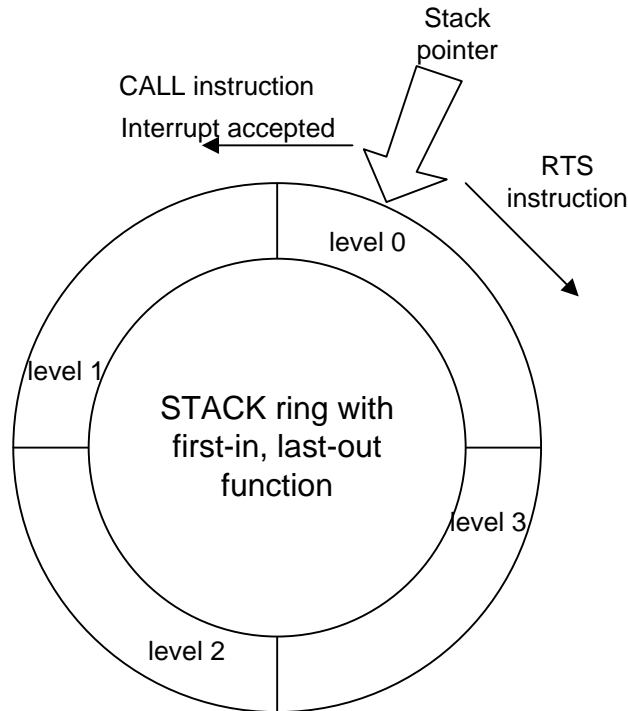 Stack
pointer
CALL instruction
Interrupt accepted
RTS
instruction
level 0
level 1
STACK ring with
first-in, last-out
function
level 3
level 2